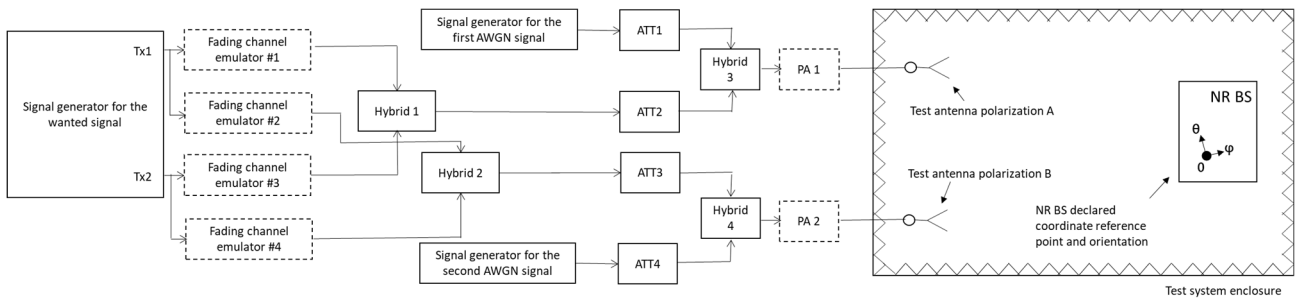 Signal generator for the
wanted signal
Tx1
Tx2
Fading channel
emulator #1
Fading channel
emulator #2
Fading channel
emulator #3
Fading channel
emulator #4
Hybrid 1
Hybrid 2
Signal generator for the
first AWGN signal
Signal generator for the
second AWGN signal
ATT1
ATT2
ATT3
ATT4
Hybrid
3
Hybrid
4
PA 1
PA 2
Test antenna polarization A
Test antenna polarization B
NR BS
θ
φ
0
NR BS declared
coordinate reference
point and orientation
Test system enclosure